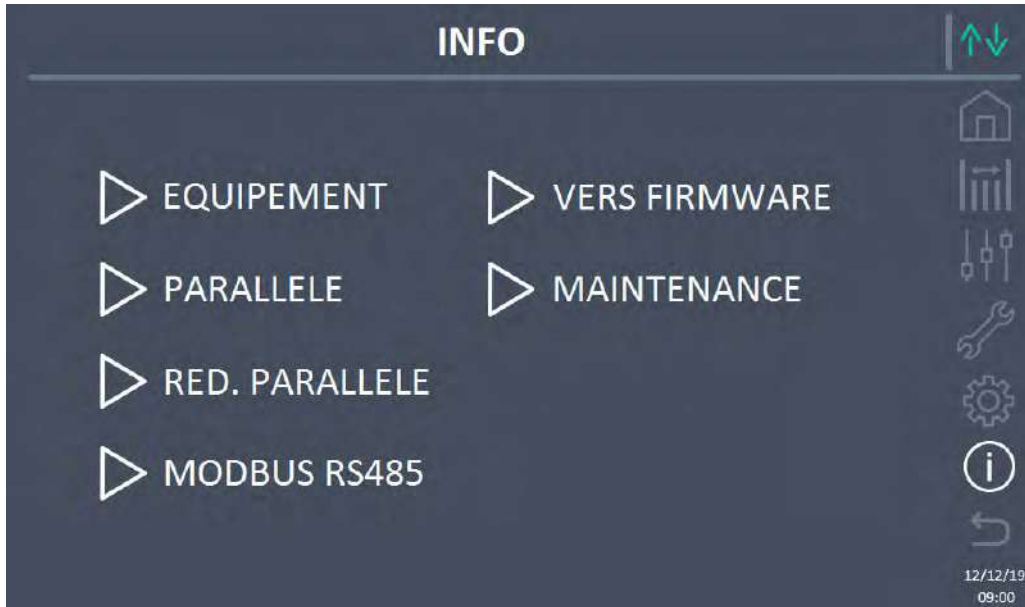 INFO
EQUIPEMENT
VERS FIRMWARE
PARALLELE
MAINTENANCE
RED. PARALLELE
MODBUS RS485
i
12/12/19
09:00